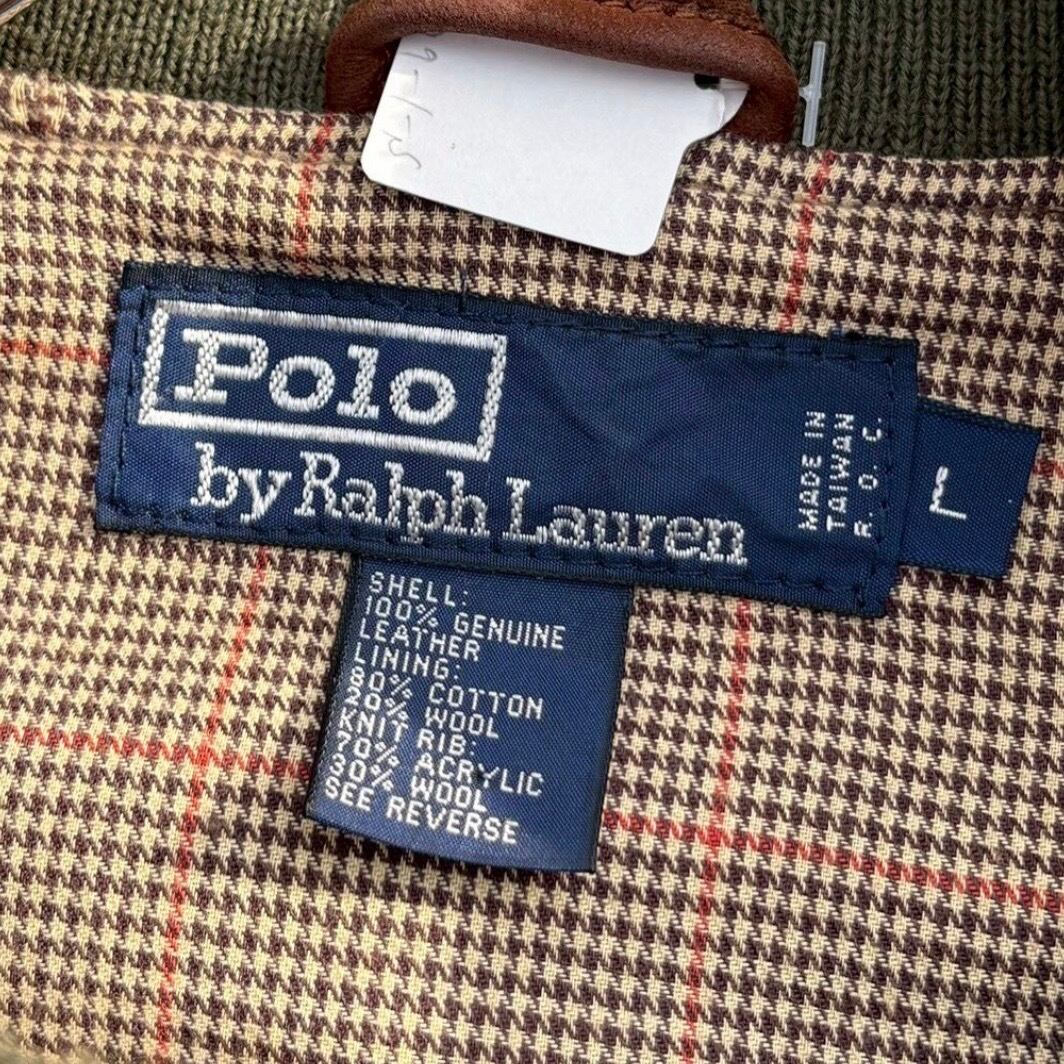 Polo
by Ralph Lauren
MADE IN
TAIWAN
R. O. C.
L
SHELL:
100% GENUINE
LEATHER
LINING:
80% COTTON
20% WOOL
KNIT RIB:
70% ACRYLIC
30% WOOL
SEE REVERSE